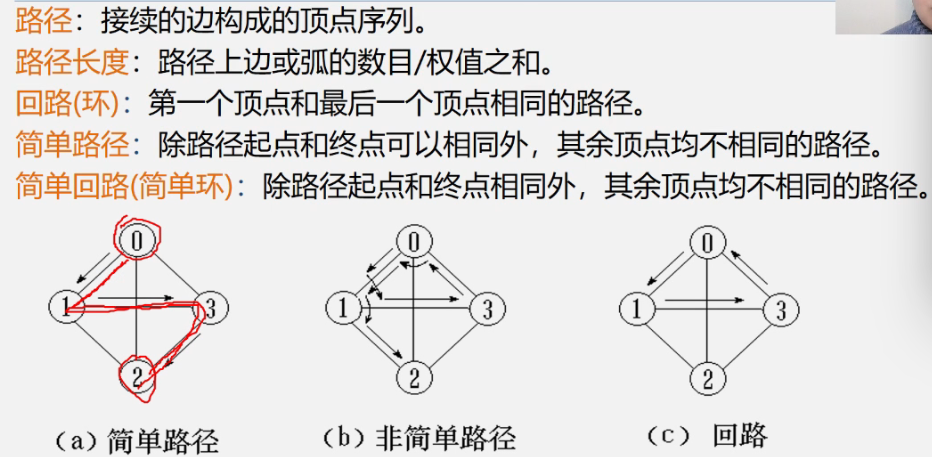 路径：接续的边构成的顶点序列。
路径长度：路径上边或弧的数目/权值之和。
回路(环)：第一个顶点和最后一个顶点相同的路径。
简单路径：除路径起点和终点可以相同外，其余顶点均不相同的路径。
简单回路(简单环)：除路径起点和终点相同外，其余顶点均不相同的路径。
0 0 0
1 3 1 3 1 3
2 2 2
（a）简单路径 （b）非简单路径 （c） 回路